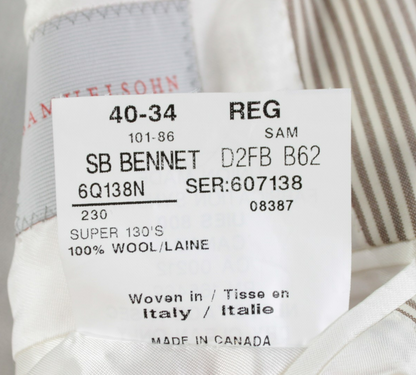 SAMUELSOHN
40-34 REG
101-86 SAM
SB BENNET D2FB B62
6Q138N SER:607138
230 08387
SUPER 130'S
100% WOOL/LAINE
Woven in / Tisse en
Italy / Italie
MADE IN CANADA